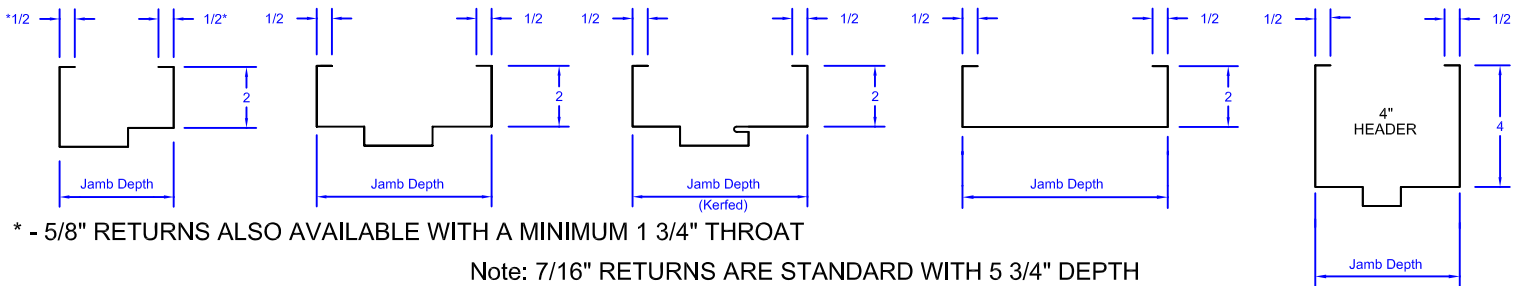 *1/2 1/2* 1/2 1/2 1/2 1/2 1/2 1/2 1/2 1/2
2 2 2 2 4
4"
HEADER
Jamb Depth Jamb Depth Jamb Depth Jamb Depth
(Kerfed)
* - 5/8" RETURNS ALSO AVAILABLE WITH A MINIMUM 1 3/4" THROAT
Jamb Depth
Note: 7/16" RETURNS ARE STANDARD WITH 5 3/4" DEPTH